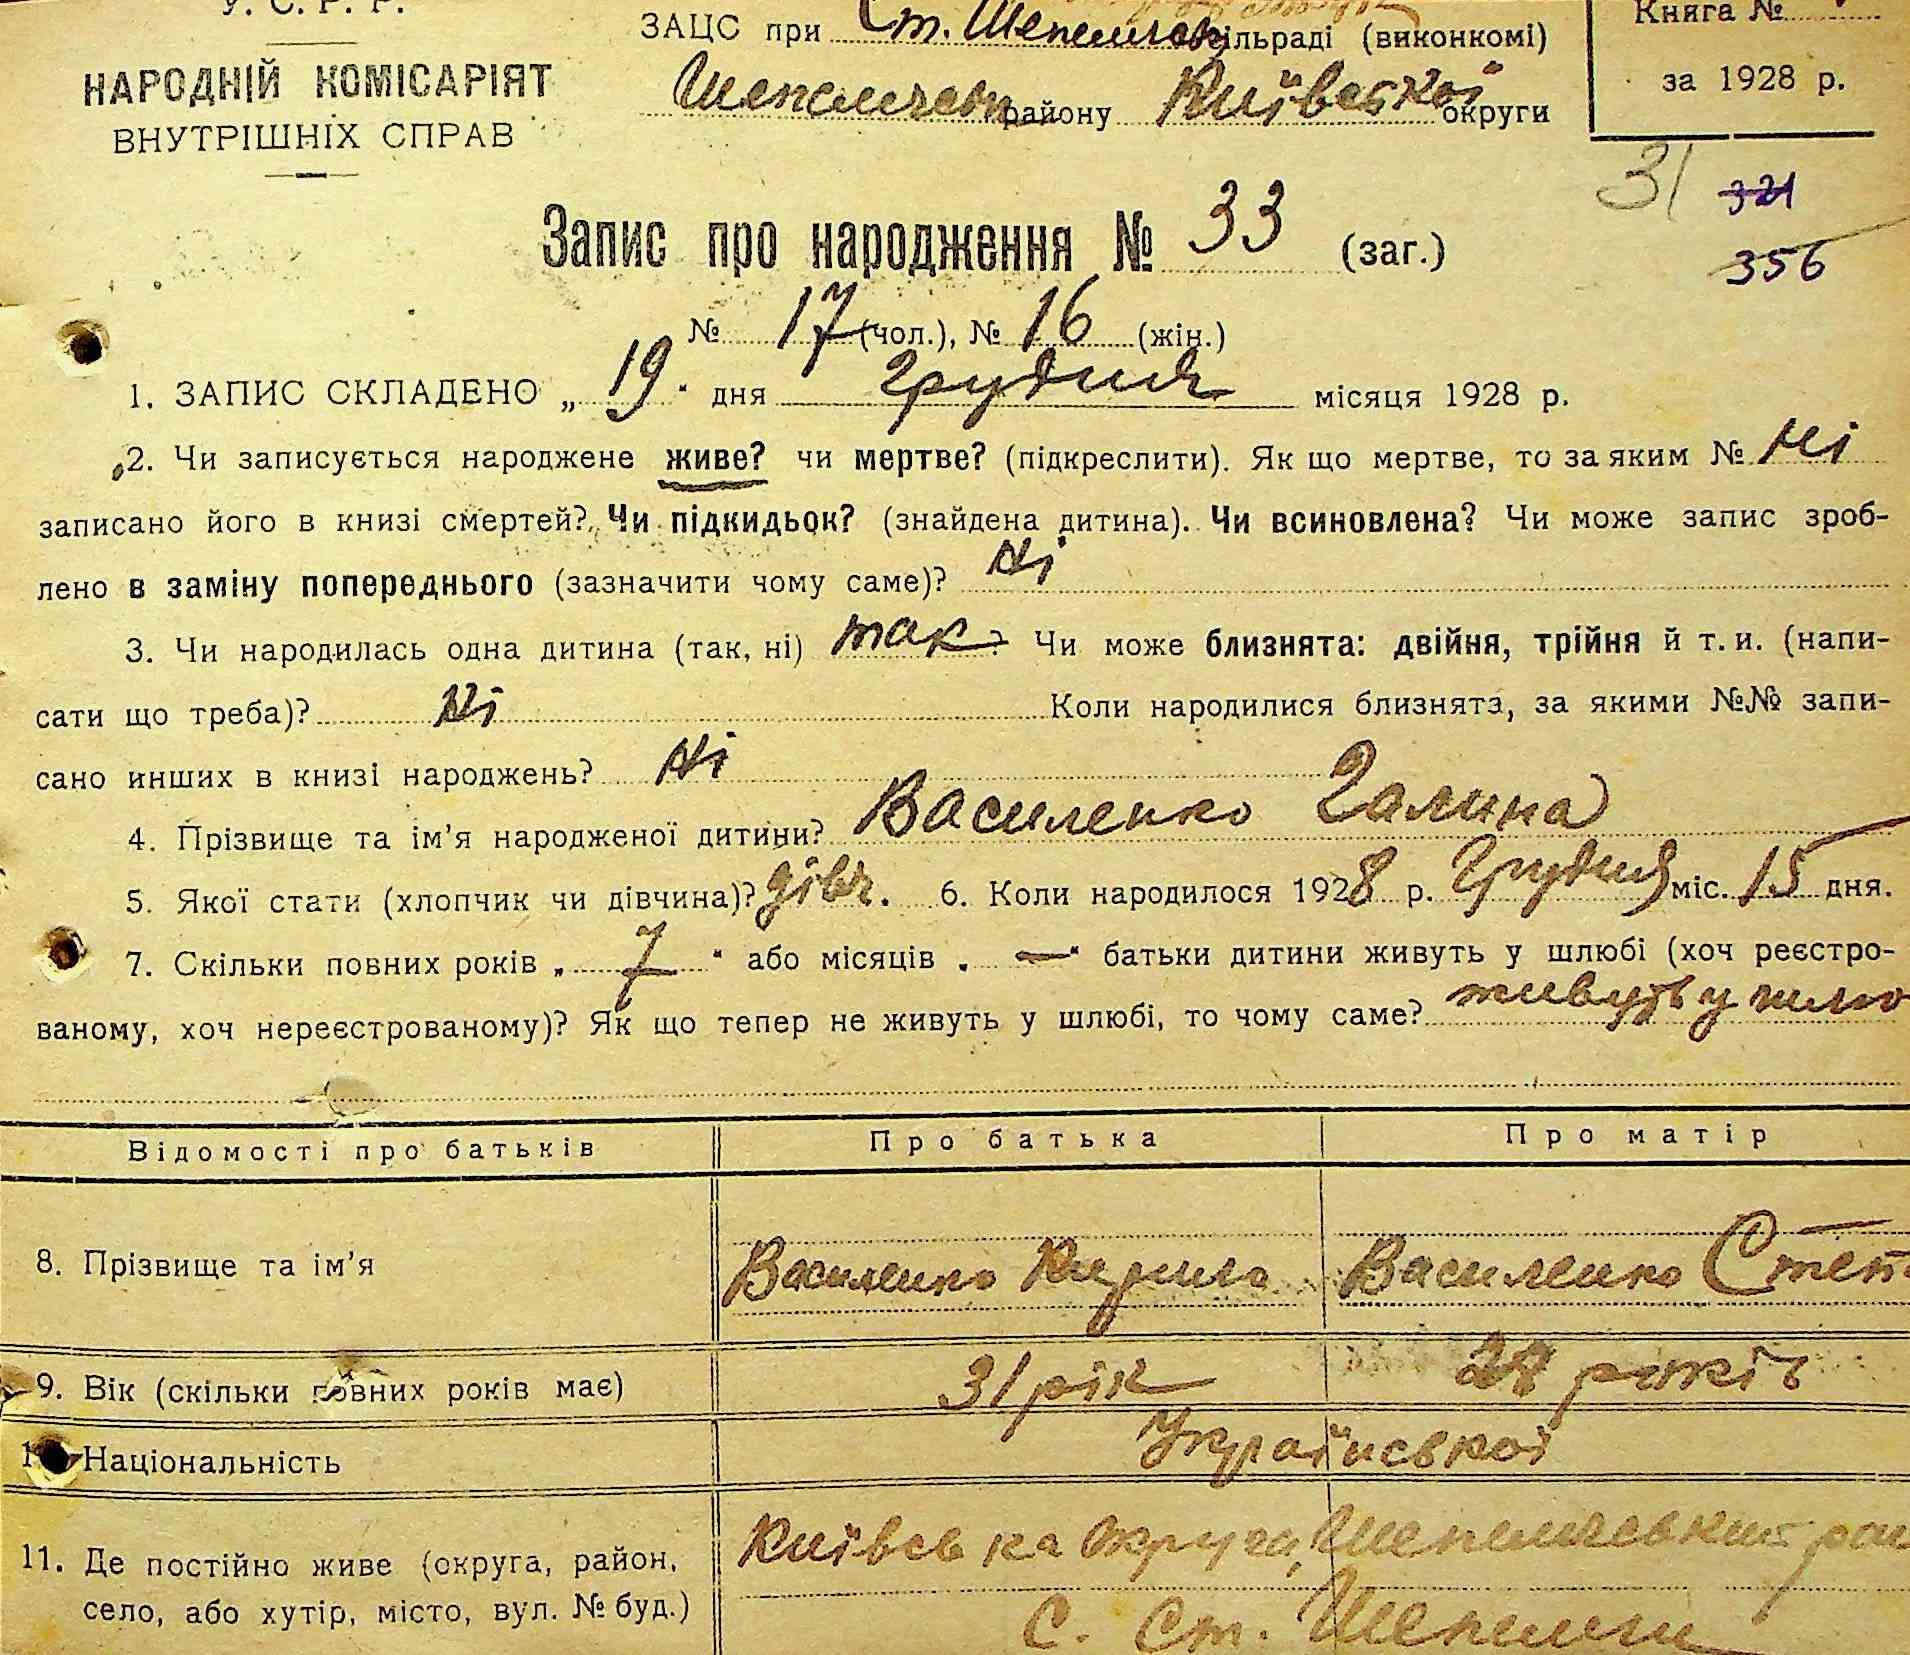 У. С. Р. Р.
НАРОДНІЙ КОМІСАРІЯТ
ВНУТРІШНІХ СПРАВ
ЗАЦС при Ст. Шепелицьк сільраді (виконкомі)
Шепелицьк району Київської округи
Книга №
за 1928 р.
31 321
356
Запис про народження № 33 (заг.)
№ 17 (чол.), № 16 (жін.)
1. ЗАПИС СКЛАДЕНО „19" дня грудня місяця 1928 р.
2. Чи записується народжене живе? чи мертве? (підкреслити). Як що мертве, то за яким № Ні
записано його в книзі смертей? Чи підкидьок? (знайдена дитина). Чи всиновлена? Чи може запис зроб-
лено в заміну попереднього (зазначити чому саме)? Ні
3. Чи народилась одна дитина (так, ні) так? Чи може близнята: двійня, трійня й т. и. (напи-
сати що треба)? Ні Коли народилися близнята, за якими №№ запи-
сано инших в книзі народжень? Ні
4. Прізвище та ім'я народженої дитини? Василенко Галина
5. Якої стати (хлопчик чи дівчина)? дівч. 6. Коли народилося 1928 р. Грудня міс. 15 дня.
7. Скільки повних років „7" або місяців „—" батьки дитини живуть у шлюбі (хоч реєстро-
ваному, хоч нереєстрованому)? Як що тепер не живуть у шлюбі, то чому саме? живуть у шлю
Відомості про батьків Про батька Про матір
8. Прізвище та ім'я Василенко Кирило Василенко Степ
9. Вік (скільки повних років має) 31 рік 28 років
Національність Української
11. Де постійно живе (округа, район, Київська округа, Шепелицький рай
село, або хутір, місто, вул. № буд.) С. Ст. Шепеличи